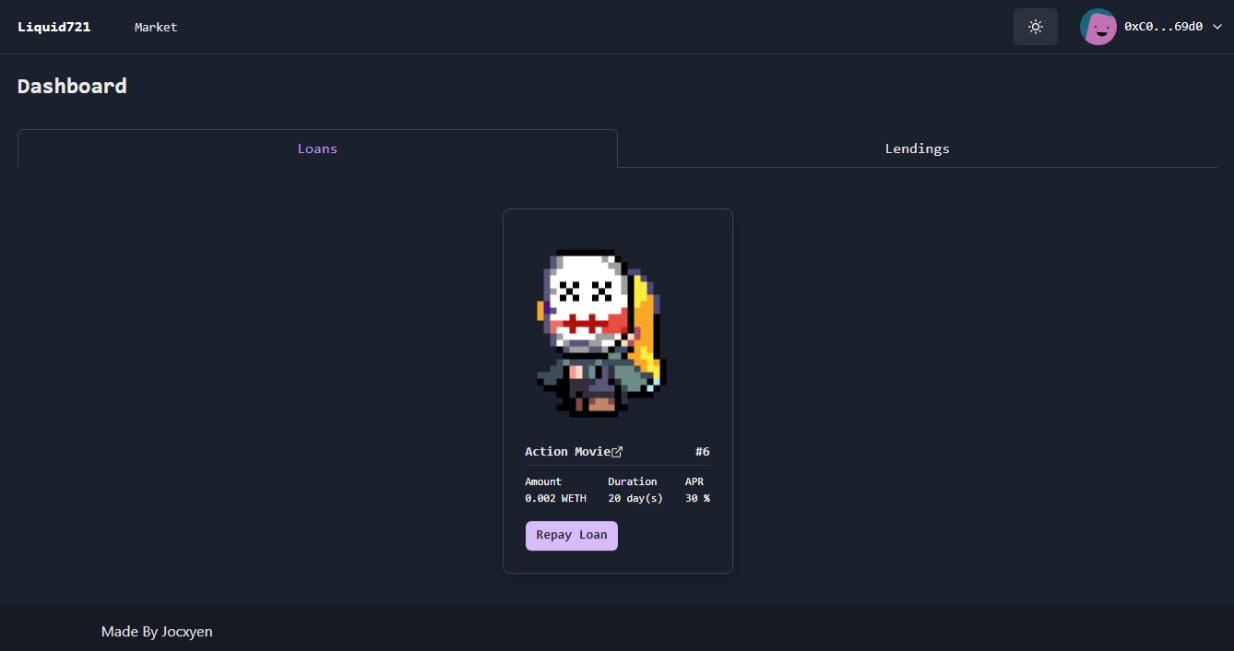 Liquid721 Market 0xC0...69d0
Dashboard
Loans Lendings
Action Movie #6
Amount Duration APR
0.002 WETH 20 day(s) 30 %
Repay Loan
Made By Jocxyen